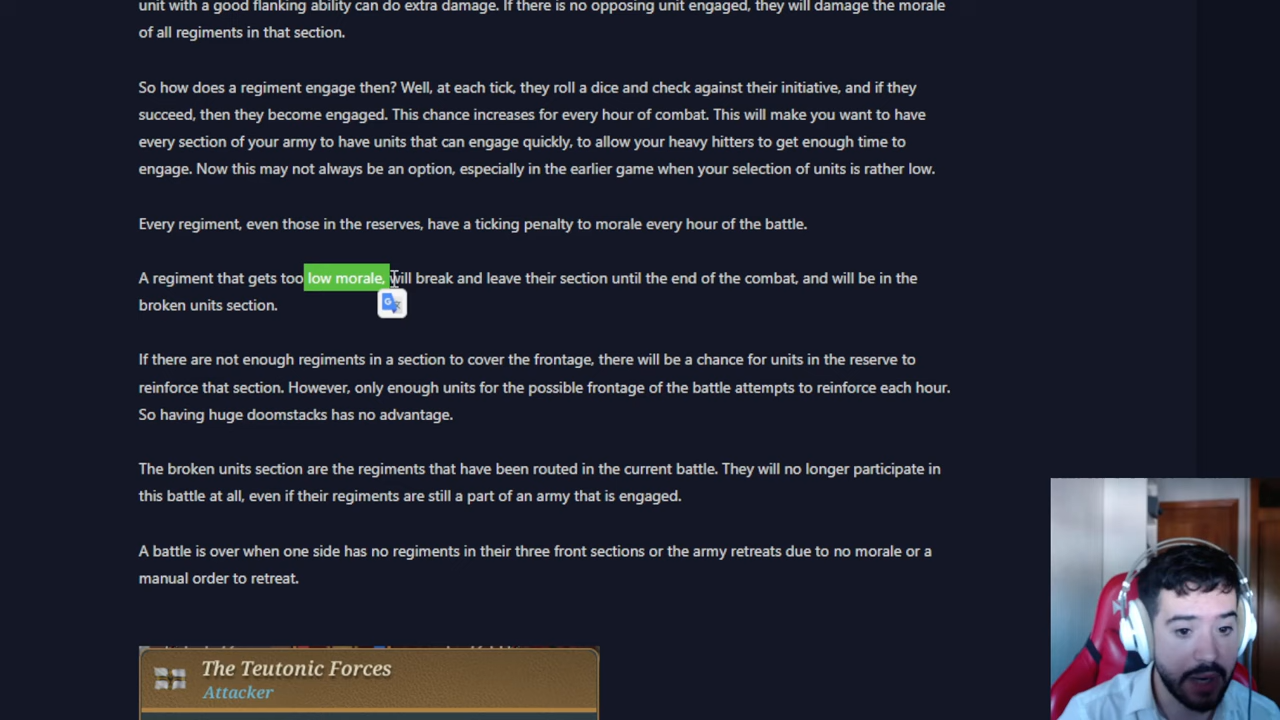 unit with a good flanking ability can do extra damage. If there is no opposing unit engaged, they will damage the morale
of all regiments in that section.
So how does a regiment engage then? Well, at each tick, they roll a dice and check against their initiative, and if they
succeed, then they become engaged. This chance increases for every hour of combat. This will make you want to have
every section of your army to have units that can engage quickly, to allow your heavy hitters to get enough time to
engage. Now this may not always be an option, especially in the earlier game when your selection of units is rather low.
Every regiment, even those in the reserves, have a ticking penalty to morale every hour of the battle.
A regiment that gets too low morale, will break and leave their section until the end of the combat, and will be in the
broken units section.
If there are not enough regiments in a section to cover the frontage, there will be a chance for units in the reserve to
reinforce that section. However, only enough units for the possible frontage of the battle attempts to reinforce each hour.
So having huge doomstacks has no advantage.
The broken units section are the regiments that have been routed in the current battle. They will no longer participate in
this battle at all, even if their regiments are still a part of an army that is engaged.
A battle is over when one side has no regiments in their three front sections or the army retreats due to no morale or a
manual order to retreat.
The Teutonic Forces
Attacker